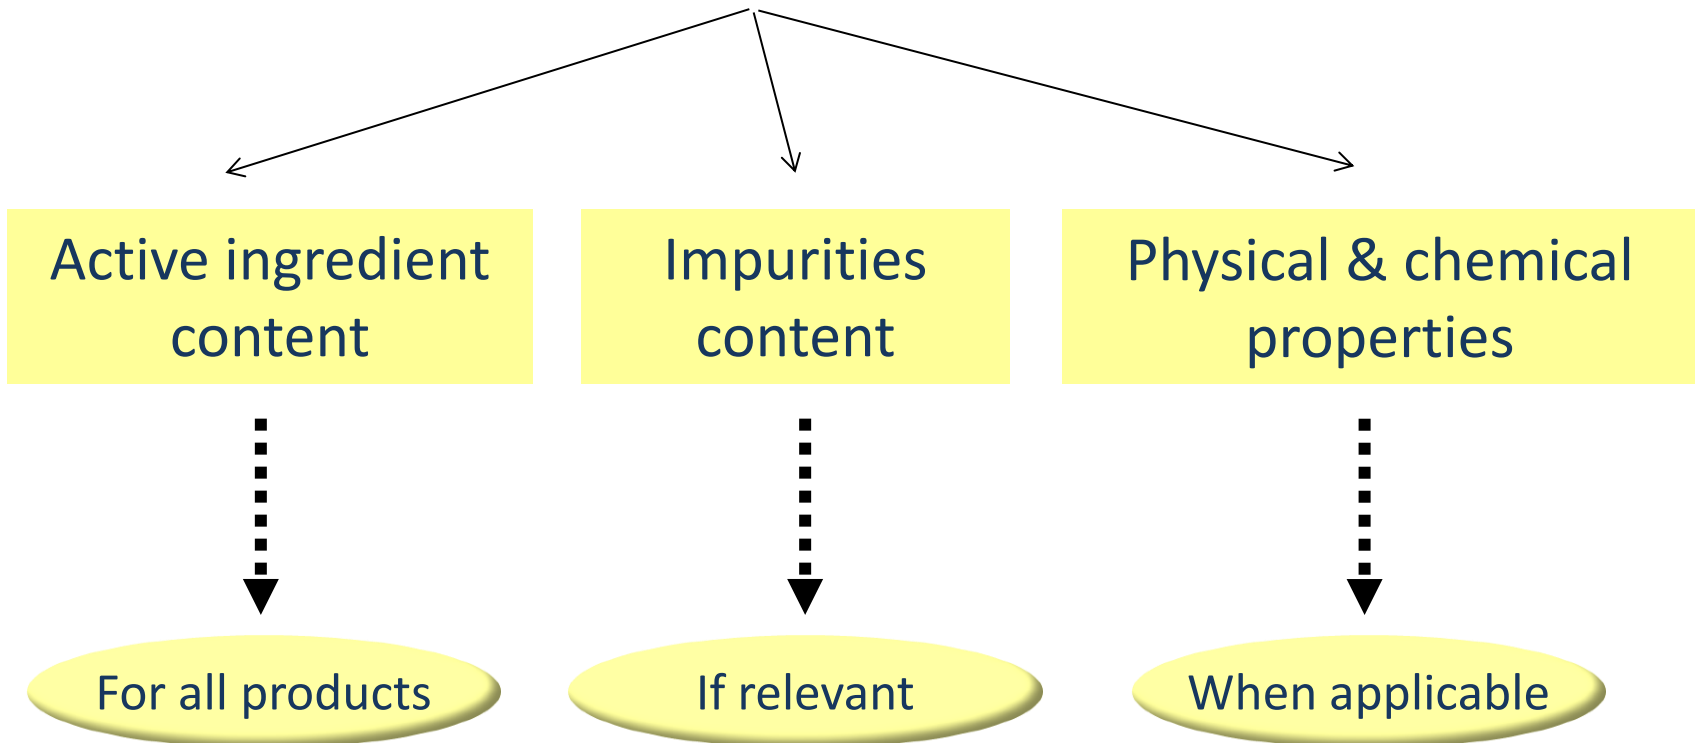 Active ingredient
content
Impurities
content
Physical & chemical
properties
For all products
If relevant
When applicable